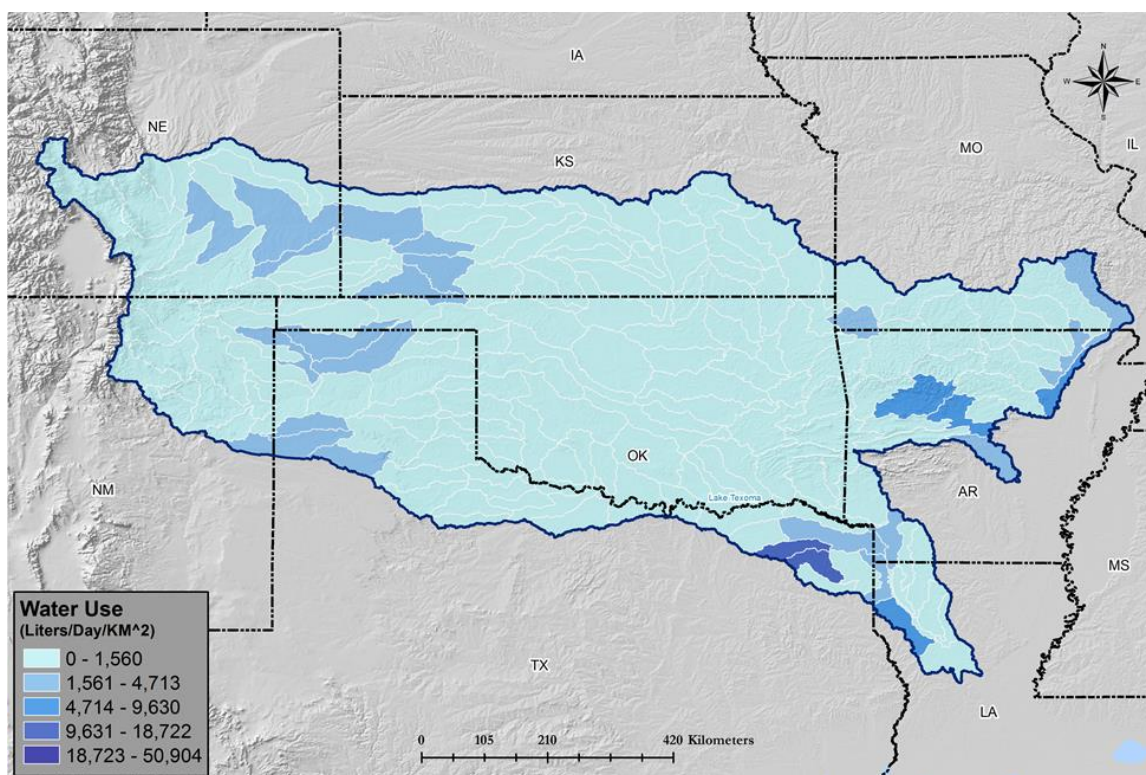 IA
N
W E
S
NE
KS
MO
IL
OK
Lake Texoma
AR
NM
MS
TX
LA
Water Use
(Liters/Day/KM^2)
0 - 1,560
1,561 - 4,713
4,714 - 9,630
9,631 - 18,722
18,723 - 50,904
0 105 210 420 Kilometers